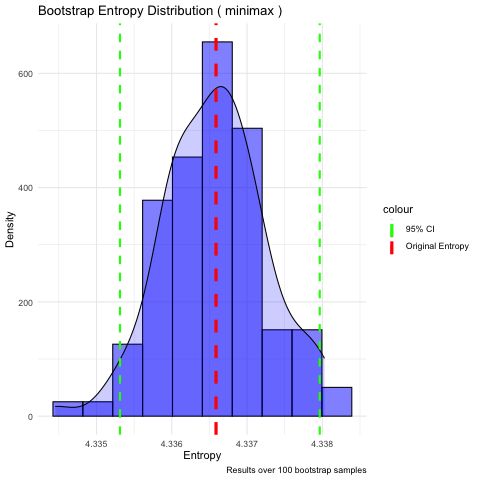 Bootstrap Entropy Distribution ( minimax )
600
400
200
0
Density
4.335
4.336
4.337
4.338
Entropy
colour
95% CI
Original Entropy
Results over 100 bootstrap samples